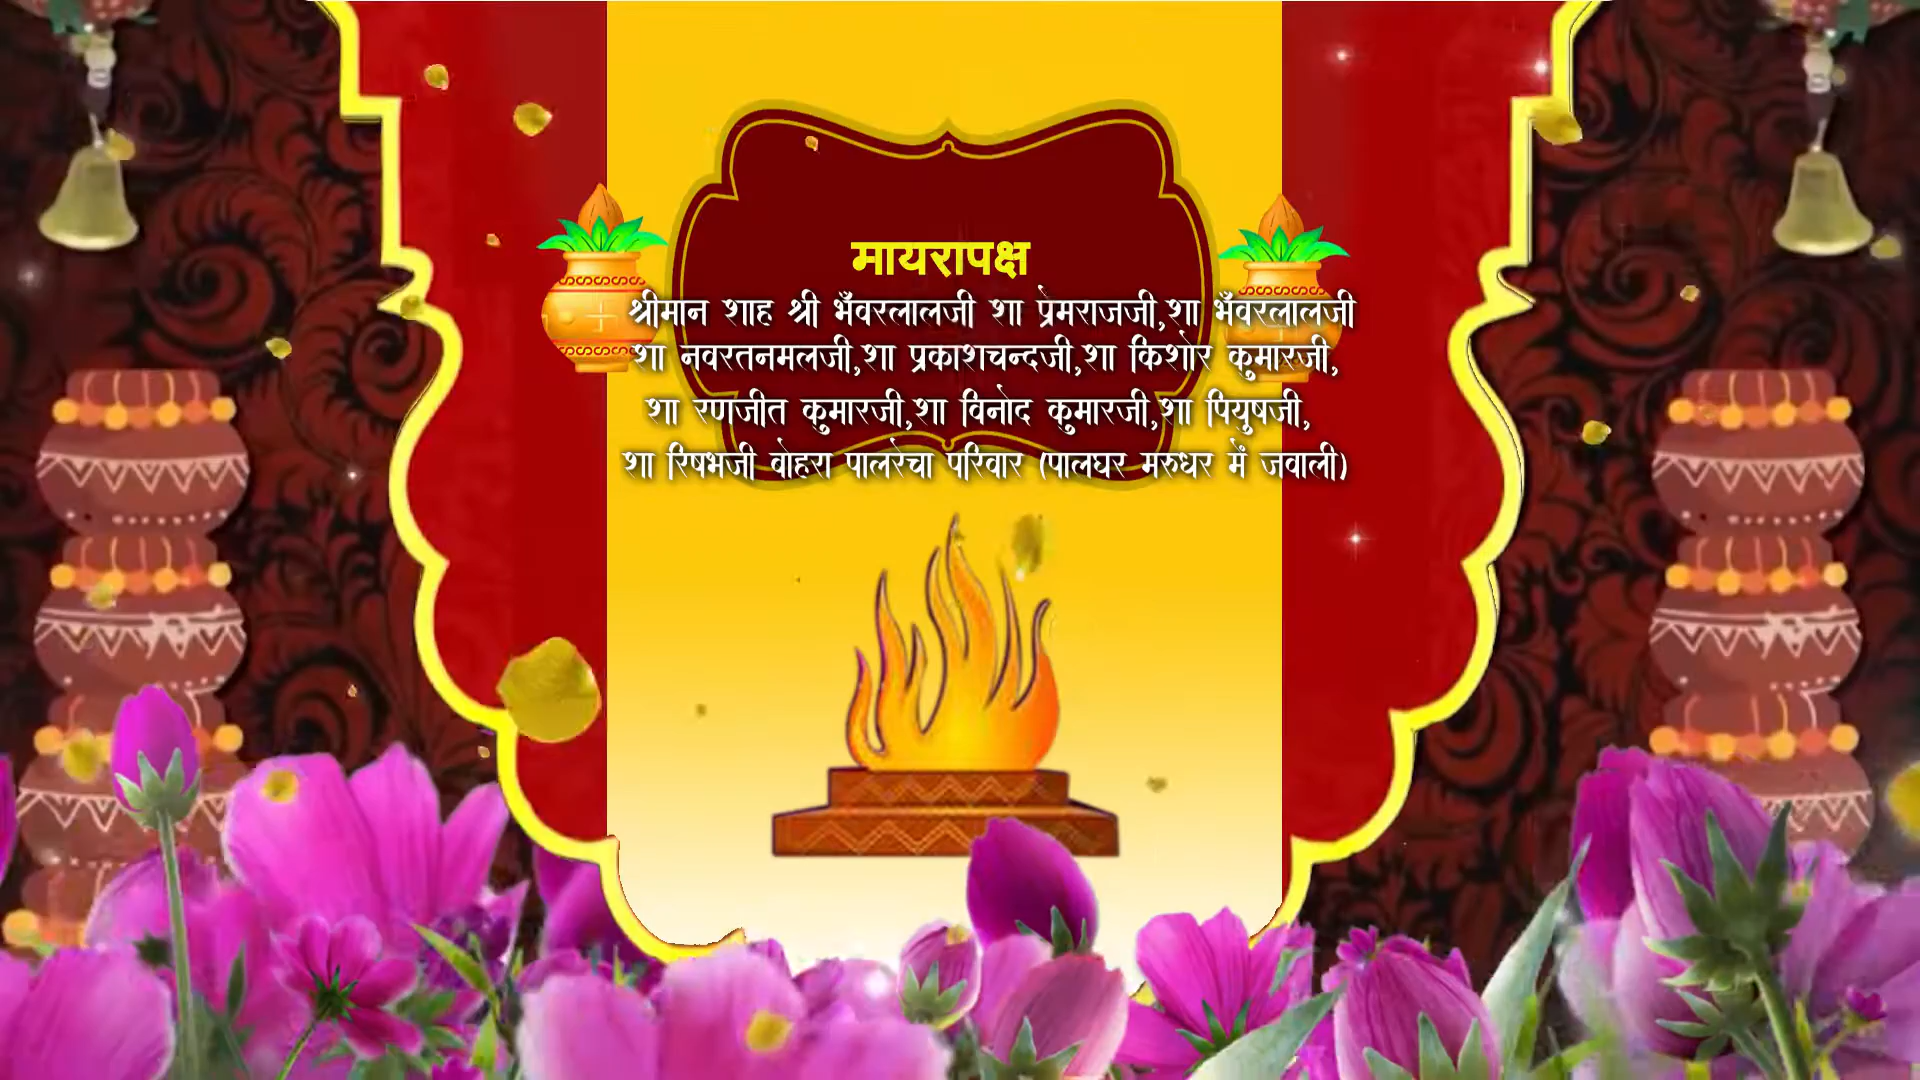 मायरापक्ष
श्रीमान शाह श्री भँवरलालजी शा प्रेमराजजी,शा भँवरलालजी
शा नवरतनमलजी,शा प्रकाशचन्दजी,शा किशोर कुमारजी,
शा रणजीत कुमारजी,शा विनोद कुमारजी,शा पियुषजी,
शा रिषभजी वोहरा पालरेचा परिवार (पालघर मरुधर में जवाली)